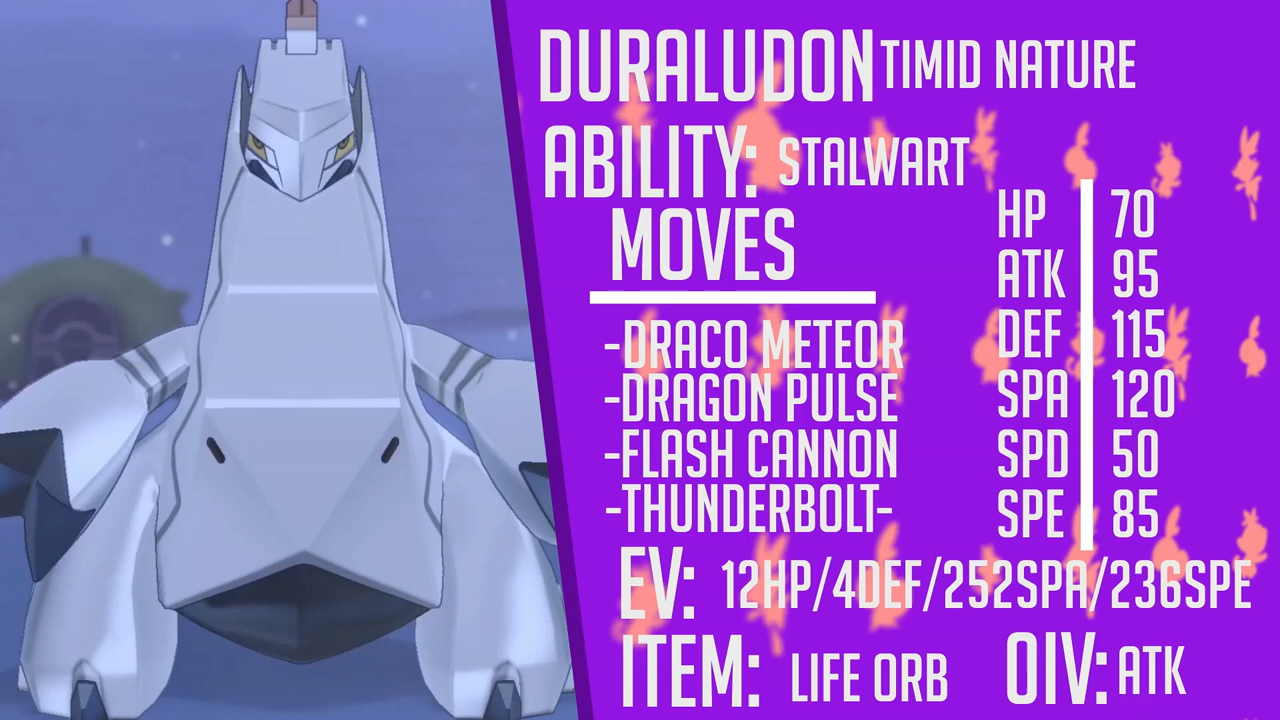 DURALUDON TIMID NATURE
ABILITY: STALWART
MOVES
-DRACO METEOR
-DRAGON PULSE
-FLASH CANNON
-THUNDERBOLT-
HP 70
ATK 95
DEF 115
SPA 120
SPD 50
SPE 85
EV: 12HP/4DEF/252SPA/236SPE
ITEM: LIFE ORB OIV: ATK